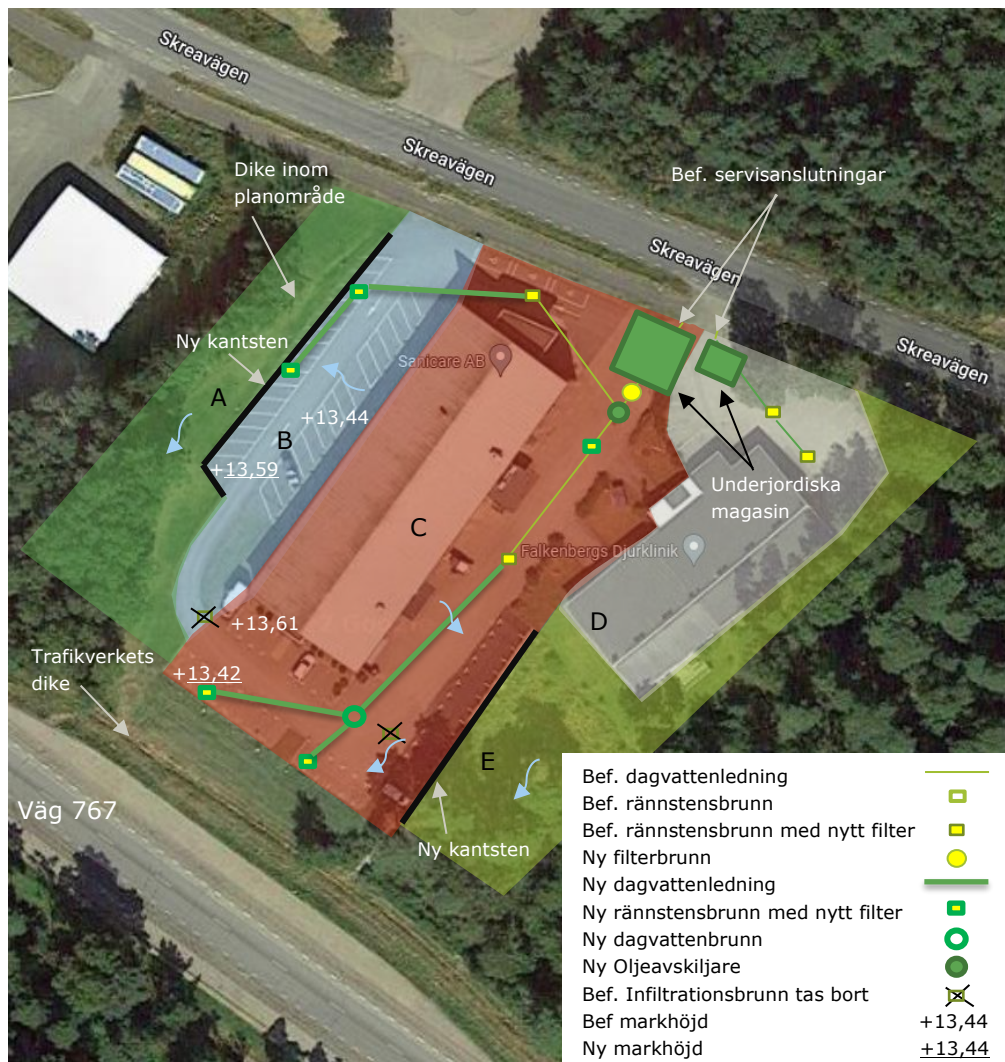 Skreavägen
Skreavägen
Dike inom
planområde
Bef. servisanslutningar
Skreavägen
Ny kantsten
Sanicare AB
Skreavägen
A
B
+13,44
+13,59
Underjordiska
magasin
C
Falkenbergs Djurklinik
D
+13,61
Trafikverkets
dike
+13,42
E
Väg 767
Ny kantsten
Bef. dagvattenledning
Bef. rännstensbrunn
Bef. rännstensbrunn med nytt filter
Ny filterbrunn
Ny dagvattenledning
Ny rännstensbrunn med nytt filter
Ny dagvattenbrunn
Ny Oljeavskiljare
Bef. Infiltrationsbrunn tas bort
Bef markhöjd +13,44
Ny markhöjd +13,44